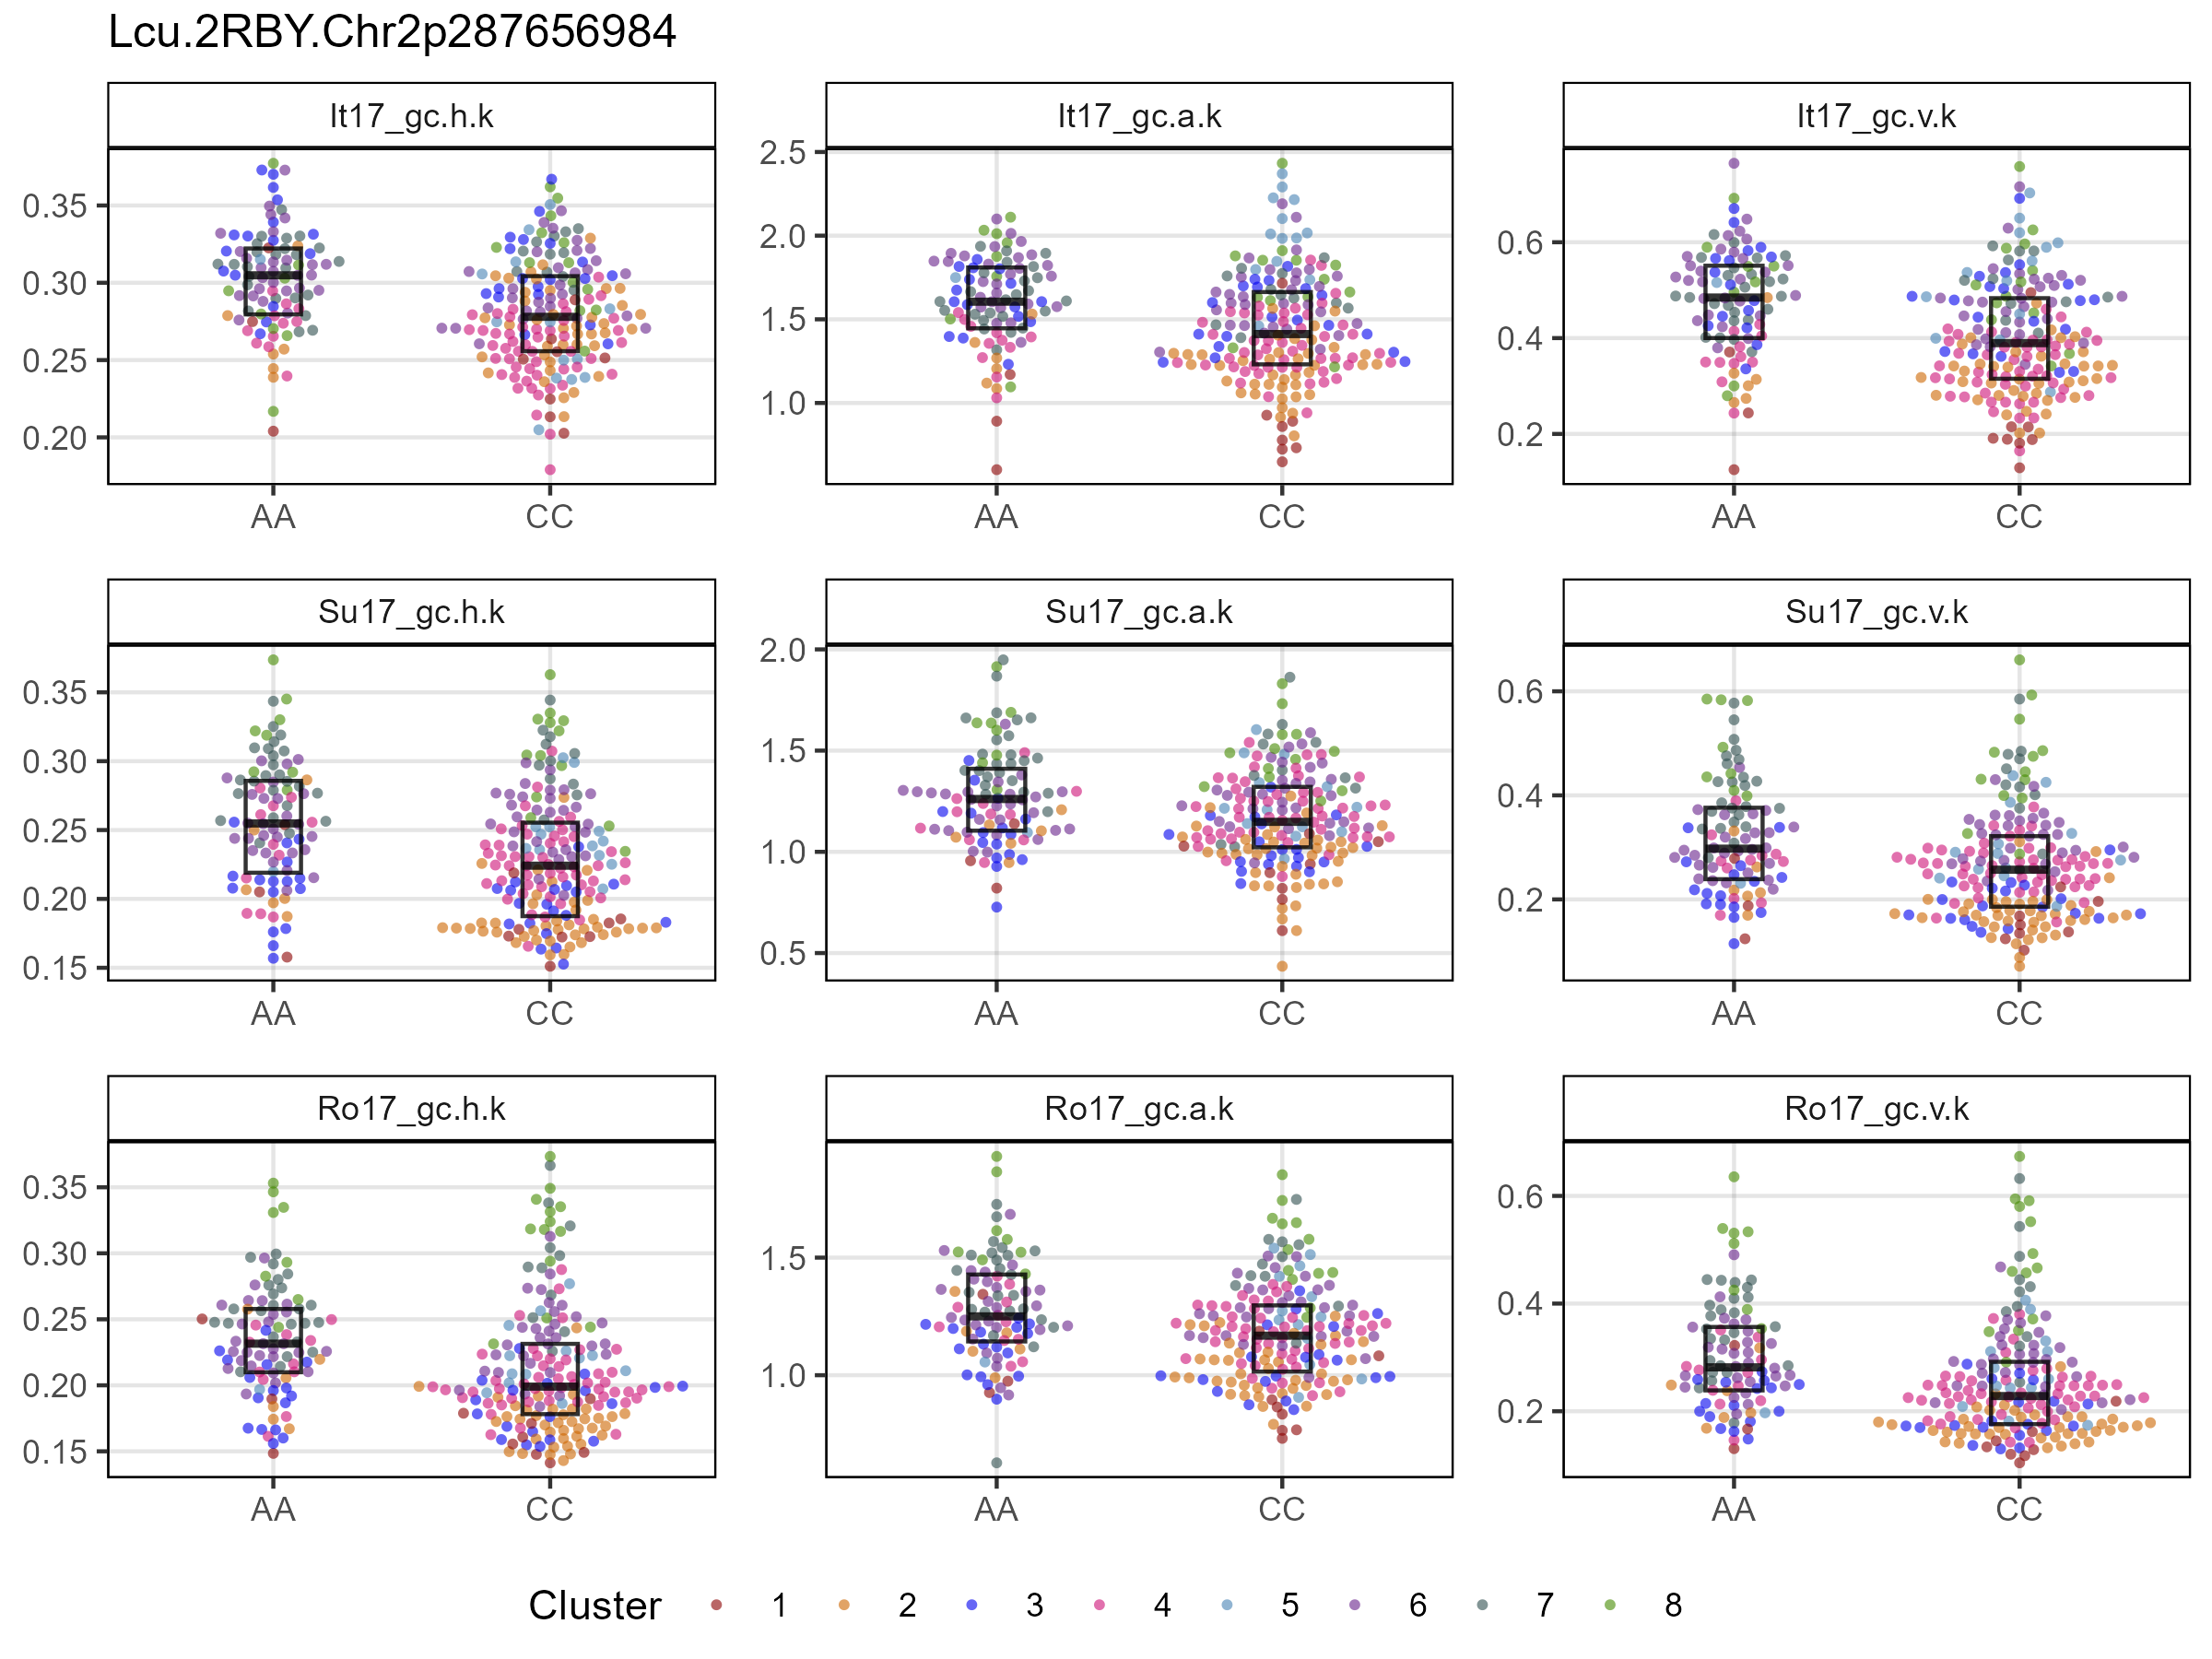 Lcu.2RBY.Chr2p287656984
It17_gc.h.k
It17_gc.a.k
It17_gc.v.k
0.35
0.30
0.25
0.20
2.5
2.0
1.5
1.0
0.6
0.4
0.2
AA
CC
AA
CC
AA
CC
Su17_gc.h.k
Su17_gc.a.k
Su17_gc.v.k
0.35
0.30
0.25
0.20
0.15
2.0
1.5
1.0
0.5
0.6
0.4
0.2
AA
CC
AA
CC
AA
CC
Ro17_gc.h.k
Ro17_gc.a.k
Ro17_gc.v.k
0.35
0.30
0.25
0.20
0.15
1.5
1.0
0.6
0.4
0.2
AA
CC
AA
CC
AA
CC
Cluster 1 2 3 4 5 6 7 8